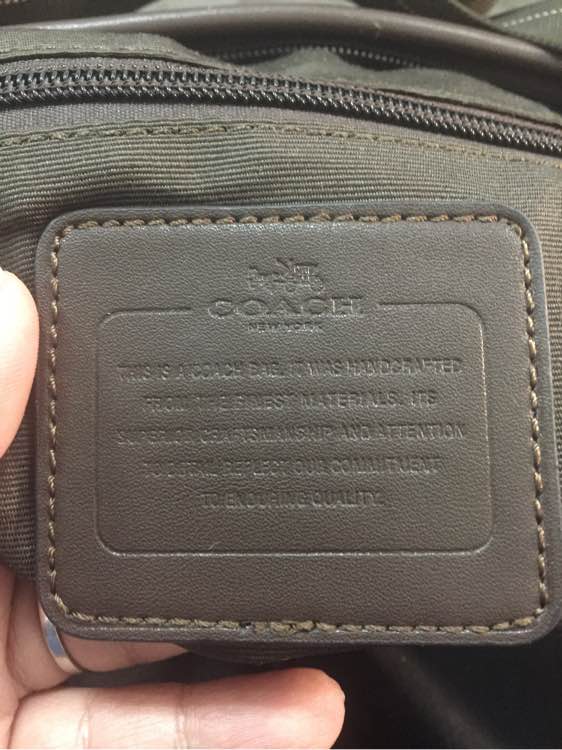 COACH
NEW YORK
THIS IS A COACH BAG. IT WAS HANDCRAFTED
FROM THE FINEST MATERIALS. ITS
SUPERIOR CRAFTSMANSHIP AND ATTENTION
TO DETAIL REFLECT OUR COMMITMENT
TO ENDURING QUALITY.